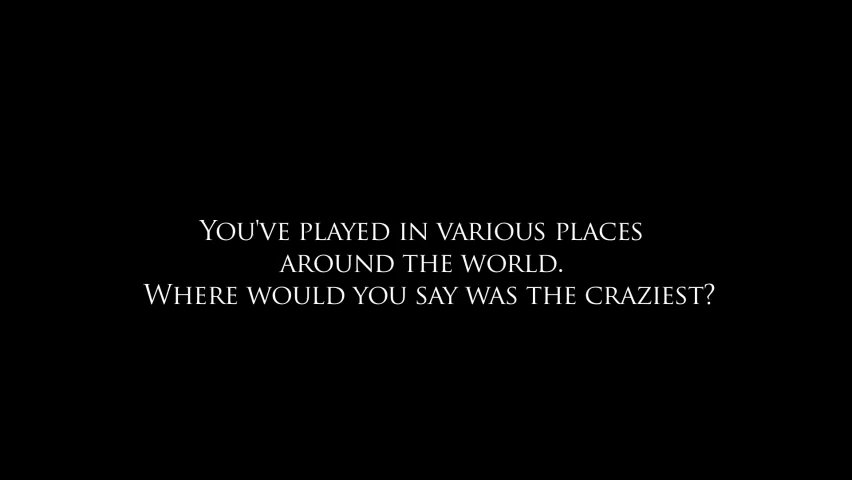 You've played in various places
around the world.
Where would you say was the craziest?